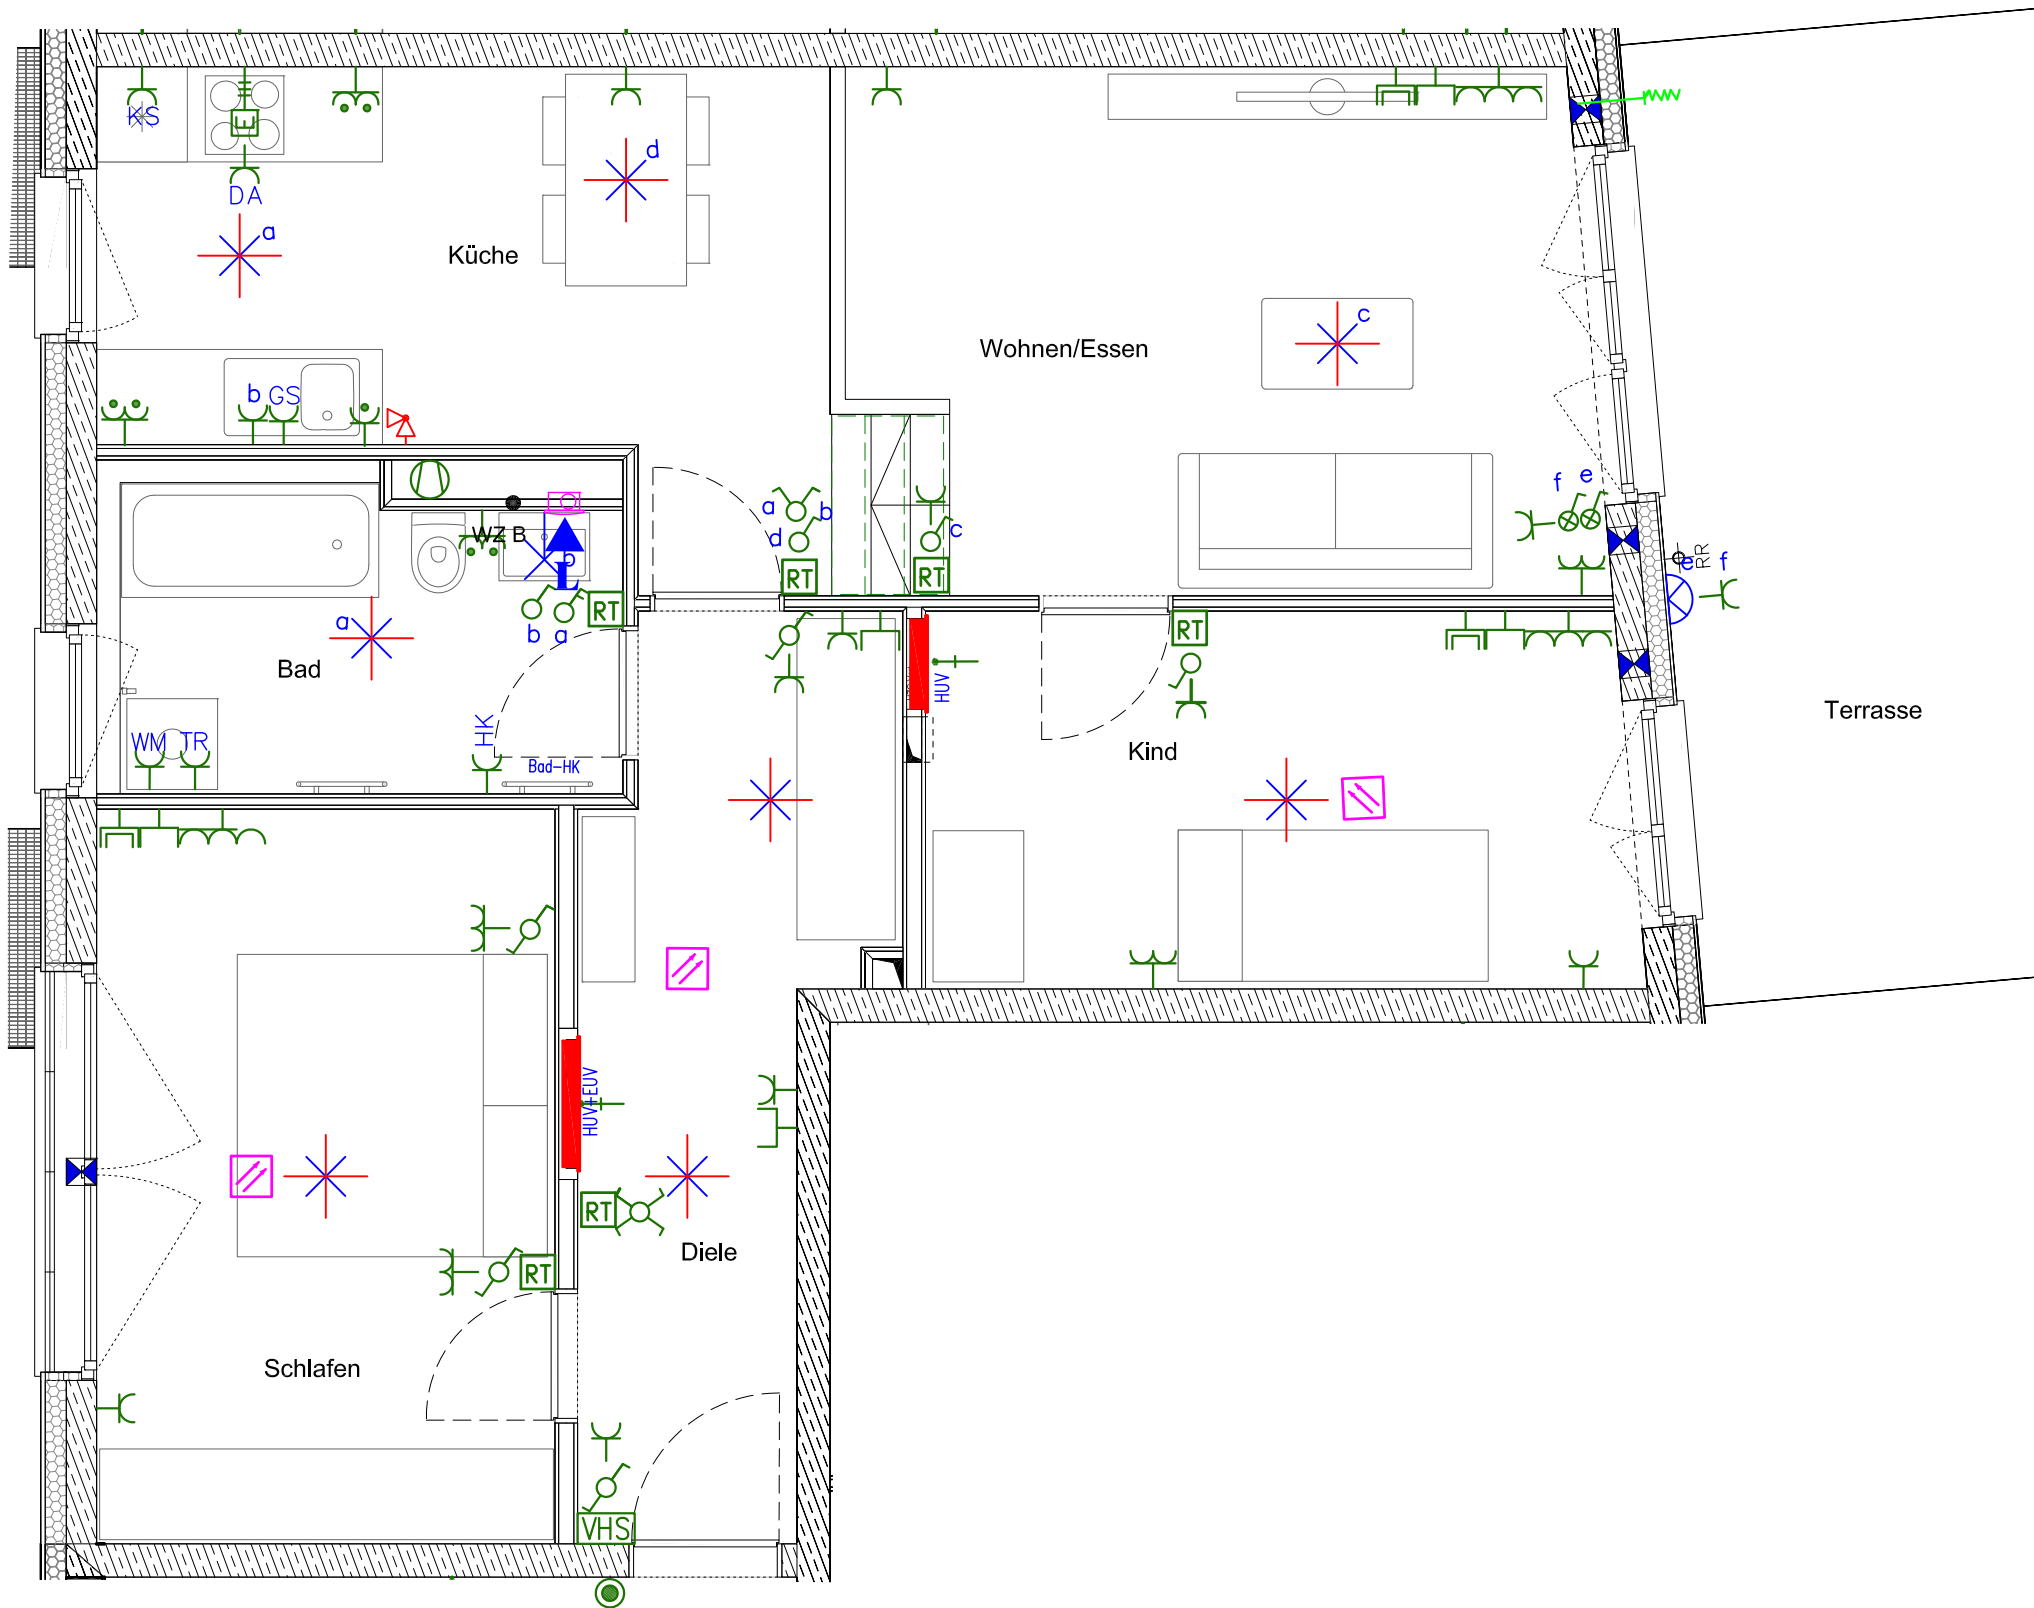 KS
DA
a
d
Küche
c
Wohnen/Essen
b GS
f e
a b
d
c
WZ B
b
L
RT
RT
RT
b a
a
Bad
RT
HUV
RR
e f
Terrasse
Kind
WM TR
HK
Bad-HK
HUV+EUV
RT
Diele
RT
Schlafen
VHS